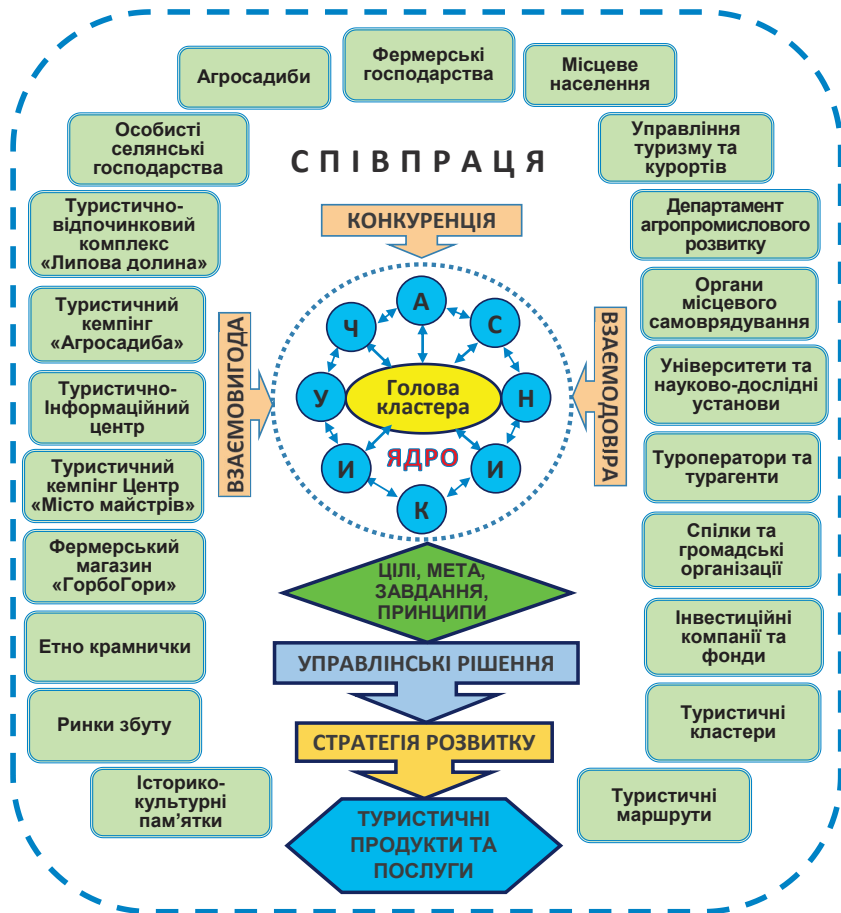 Агросадиби
Фермерські
господарства
Місцеве
населення
Особисті
селянські
господарства
СПІВПРАЦЯ
Управління
туризму та
курортів
Туристично-
відпочинковий
комплекс
«Липова долина»
КОНКУРЕНЦІЯ
Департамент
агропромислового
розвитку
Туристичний
кемпінг
«Агросадиба»
Органи
місцевого
самоврядування
Туристично-
Інформаційний
центр
Університети та
науково-дослідні
установи
Туристичний
кемпінг Центр
«Місто майстрів»
Туроператори та
турагенти
Фермерський
магазин
«ГорбоГори»
Спілки та
громадські
організації
Етно крамнички
Інвестиційні
компанії та
фонди
Ринки збуту
Туристичні
кластери
Історико-
культурні
пам’ятки
Туристичні
маршрути
ВЗАЄМОВИГОДА
ВЗАЄМОДОВІРА
У
Ч
А
С
Н
И
К
И
Голова
кластера
ЯДРО
ЦІЛІ, МЕТА,
ЗАВДАННЯ,
ПРИНЦИПИ
УПРАВЛІНСЬКІ РІШЕННЯ
СТРАТЕГІЯ РОЗВИТКУ
ТУРИСТИЧНІ
ПРОДУКТИ ТА
ПОСЛУГИ